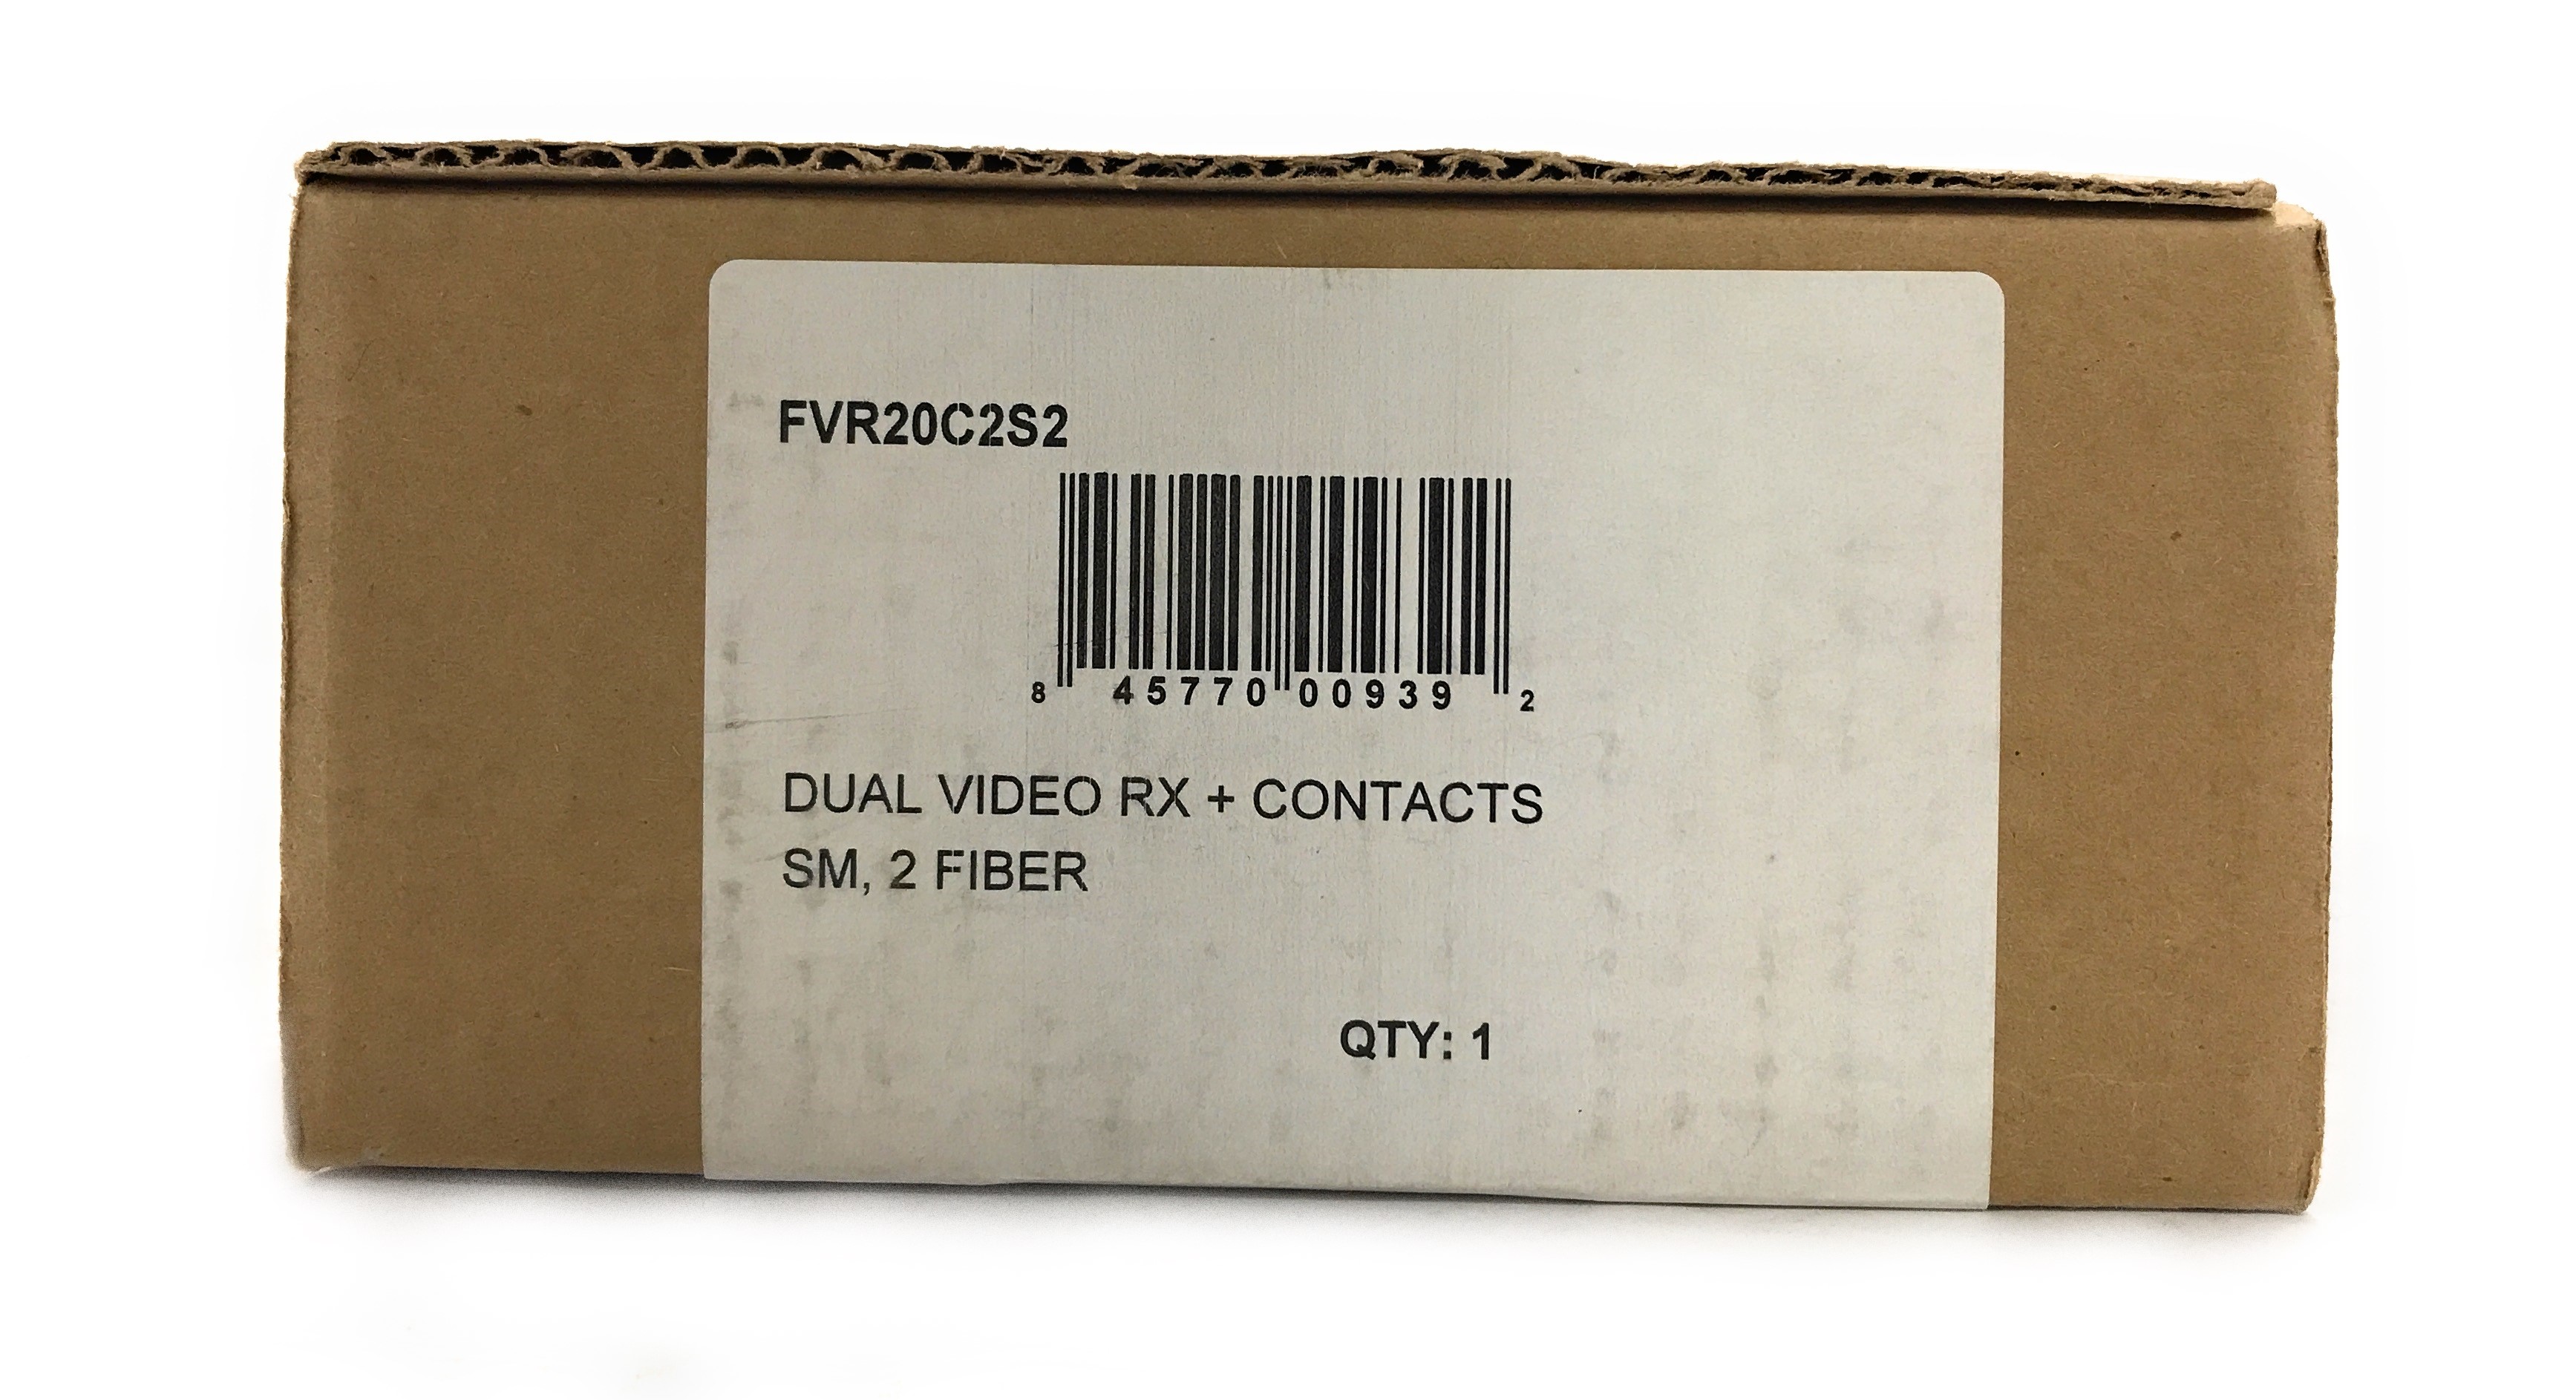 FVR20C2S2
8 45770 00939 2
DUAL VIDEO RX + CONTACTS
SM, 2 FIBER
QTY: 1